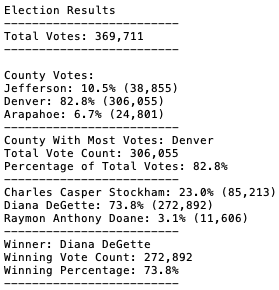 Election Results
-------------------------
Total Votes: 369,711
-------------------------
County Votes:
Jefferson: 10.5% (38,855)
Denver: 82.8% (306,055)
Arapahoe: 6.7% (24,801)
-------------------------
County With Most Votes: Denver
Total Vote Count: 306,055
Percentage of Total Votes: 82.8%
-------------------------
Charles Casper Stockham: 23.0% (85,213)
Diana DeGette: 73.8% (272,892)
Raymon Anthony Doane: 3.1% (11,606)
-------------------------
Winner: Diana DeGette
Winning Vote Count: 272,892
Winning Percentage: 73.8%
-------------------------